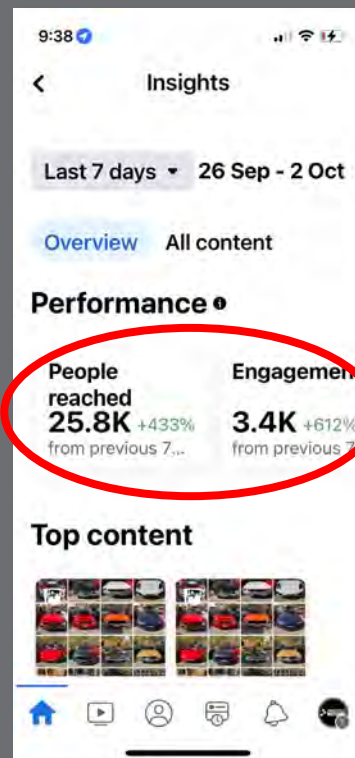 9:38
Insights
Last 7 days 26 Sep - 2 Oct
Overview All content
Performance
People reached
25.8K +433%
from previous 7...
Engagemen
3.4K +612%
from previous 7
Top content